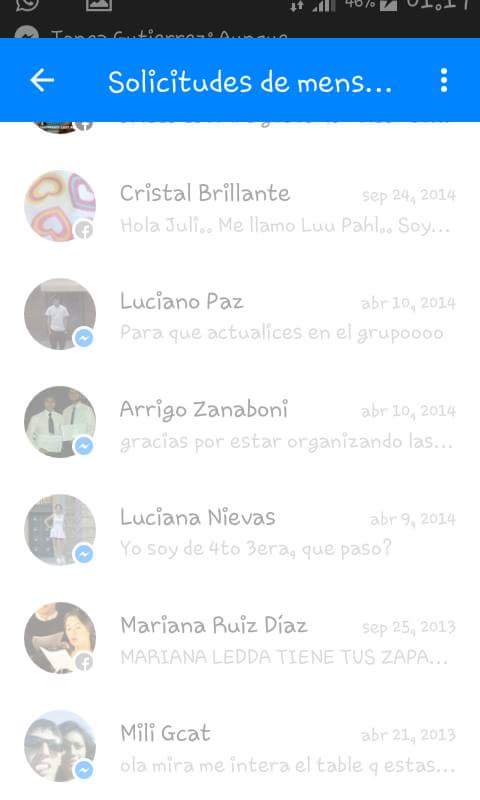 46% 01:17
Tonga Gutierrez: Aunque
Solicitudes de mens...
Cristal Brillante sep 24, 2014
Hola Juli,. Me llamo Luu Pahl,. Soy...
Luciano Paz abr 10, 2014
Para que actualices en el grupoooo
Arrigo Zanaboni abr 10, 2014
gracias por estar organizando las...
Luciana Nievas abr 9, 2014
Yo soy de 4to 3era, que paso?
Mariana Ruiz Díaz sep 25, 2013
MARIANA LEDDA TIENE TUS ZAPA...
Mili Gcat abr 21, 2013
ola mira me intera el table q estas...